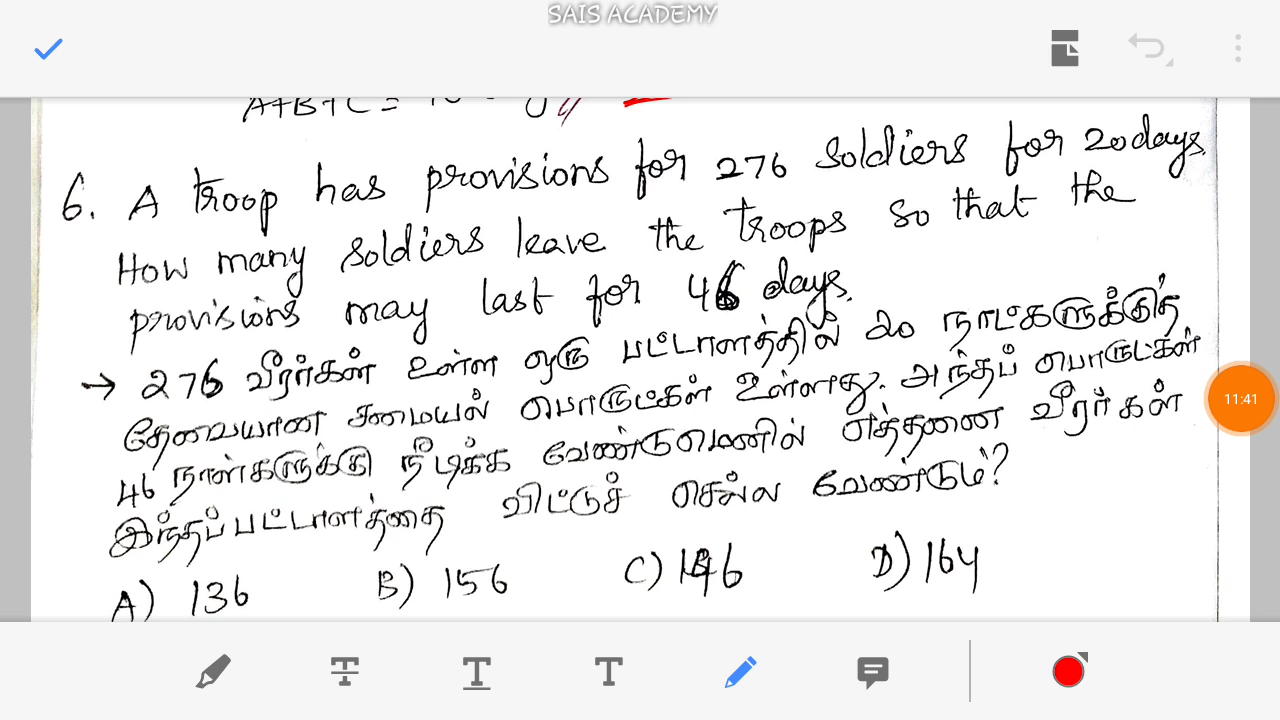 SAIS ACADEMY
A+B+C =
6. A troop has provisions for 276 soldiers for 20 days.
How many soldiers leave the troops so that the
provisions may last for 46 days.
→ 276 வீரர்கள் உள்ள ஒரு பட்டாளத்தில் 20 நாட்களுக்குத்
தேவையான சமையல் பொருட்கள் உள்ளது. அந்தப் பொருட்கள்
46 நாள்களுக்கு நீடிக்க வேண்டுமெனில் எத்தனை வீரர்கள்
இந்தப்பட்டாளத்தை விட்டுச் செல்ல வேண்டும்?
A) 136 B) 156 C) 146 D) 164
11:41
T T T